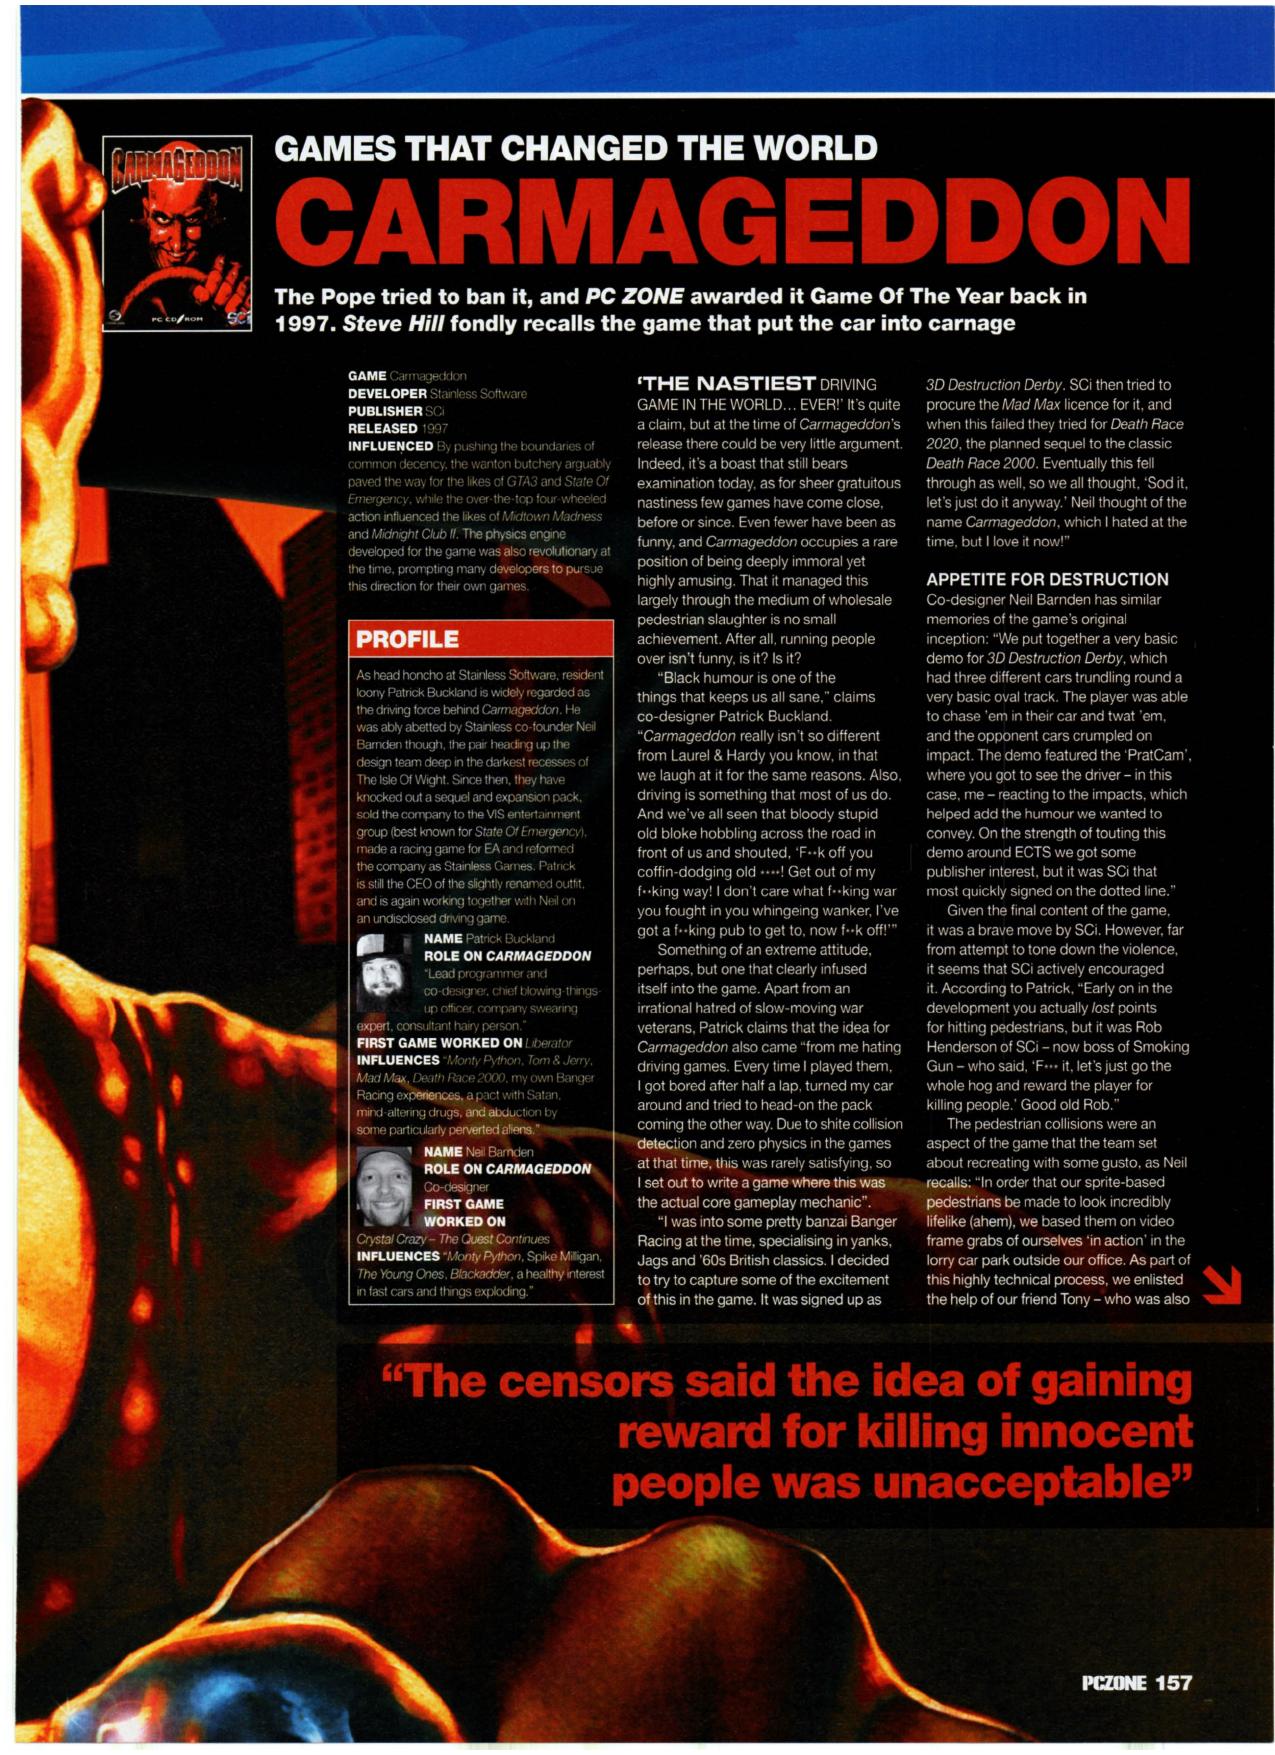 CARMAGEDDON
PC CD ROM
SCi
GAMES THAT CHANGED THE WORLD
CARMAGEDDON
The Pope tried to ban it, and PC ZONE awarded it Game Of The Year back in
1997. Steve Hill fondly recalls the game that put the car into carnage
GAME Carmageddon
DEVELOPER Stainless Software
PUBLISHER SCi
RELEASED 1997
INFLUENCED By pushing the boundaries of
common decency, the wanton butchery arguably
paved the way for the likes of GTA3 and State Of
Emergency, while the over-the-top four-wheeled
action influenced the likes of Midtown Madness
and Midnight Club II. The physics engine
developed for the game was also revolutionary at
the time, prompting many developers to pursue
this direction for their own games.
PROFILE
As head honcho at Stainless Software, resident
loony Patrick Buckland is widely regarded as
the driving force behind Carmageddon. He
was ably abetted by Stainless co-founder Neil
Barnden though, the pair heading up the
design team deep in the darkest recesses of
The Isle Of Wight. Since then, they have
knocked out a sequel and expansion pack,
sold the company to the VIS entertainment
group (best known for State Of Emergency),
made a racing game for EA and reformed
the company as Stainless Games. Patrick
is still the CEO of the slightly renamed outfit,
and is again working together with Neil on
an undisclosed driving game.
NAME Patrick Buckland
ROLE ON CARMAGEDDON
"Lead programmer and
co-designer, chief blowing-things-
up officer, company swearing
expert, consultant hairy person."
FIRST GAME WORKED ON Liberator
INFLUENCES "Monty Python, Tom & Jerry,
Mad Max, Death Race 2000, my own Banger
Racing experiences, a pact with Satan,
mind-altering drugs, and abduction by
some particularly perverted aliens."
NAME Neil Barnden
ROLE ON CARMAGEDDON
Co-designer
FIRST GAME
WORKED ON
Crystal Crazy – The Quest Continues
INFLUENCES "Monty Python, Spike Milligan,
The Young Ones, Blackadder, a healthy interest
in fast cars and things exploding."
'THE NASTIEST DRIVING
GAME IN THE WORLD... EVER!' It's quite
a claim, but at the time of Carmageddon's
release there could be very little argument.
Indeed, it's a boast that still bears
examination today, as for sheer gratuitous
nastiness few games have come close,
before or since. Even fewer have been as
funny, and Carmageddon occupies a rare
position of being deeply immoral yet
highly amusing. That it managed this
largely through the medium of wholesale
pedestrian slaughter is no small
achievement. After all, running people
over isn't funny, is it? Is it?
"Black humour is one of the
things that keeps us all sane," claims
co-designer Patrick Buckland.
"Carmageddon really isn't so different
from Laurel & Hardy you know, in that
we laugh at it for the same reasons. Also,
driving is something that most of us do.
And we've all seen that bloody stupid
old bloke hobbling across the road in
front of us and shouted, 'F**k off you
coffin-dodging old ****! Get out of my
f**king way! I don't care what f**king war
you fought in you whingeing wanker, I've
got a f**king pub to get to, now f**k off!'"
Something of an extreme attitude,
perhaps, but one that clearly infused
itself into the game. Apart from an
irrational hatred of slow-moving war
veterans, Patrick claims that the idea for
Carmageddon also came "from me hating
driving games. Every time I played them,
I got bored after half a lap, turned my car
around and tried to head-on the pack
coming the other way. Due to shite collision
detection and zero physics in the games
at that time, this was rarely satisfying, so
I set out to write a game where this was
the actual core gameplay mechanic".
"I was into some pretty banzai Banger
Racing at the time, specialising in yanks,
Jags and '60s British classics. I decided
to try to capture some of the excitement
of this in the game. It was signed up as
3D Destruction Derby. SCi then tried to
procure the Mad Max licence for it, and
when this failed they tried for Death Race
2020, the planned sequel to the classic
Death Race 2000. Eventually this fell
through as well, so we all thought, 'Sod it,
let's just do it anyway.' Neil thought of the
name Carmageddon, which I hated at the
time, but I love it now!"
APPETITE FOR DESTRUCTION
Co-designer Neil Barnden has similar
memories of the game's original
inception: "We put together a very basic
demo for 3D Destruction Derby, which
had three different cars trundling round a
very basic oval track. The player was able
to chase 'em in their car and twat 'em,
and the opponent cars crumpled on
impact. The demo featured the 'PratCam',
where you got to see the driver – in this
case, me – reacting to the impacts, which
helped add the humour we wanted to
convey. On the strength of touting this
demo around ECTS we got some
publisher interest, but it was SCi that
most quickly signed on the dotted line."
Given the final content of the game,
it was a brave move by SCi. However, far
from attempt to tone down the violence,
it seems that SCi actively encouraged
it. According to Patrick, "Early on in the
development you actually lost points
for hitting pedestrians, but it was Rob
Henderson of SCi – now boss of Smoking
Gun – who said, 'F*** it, let's just go the
whole hog and reward the player for
killing people.' Good old Rob."
The pedestrian collisions were an
aspect of the game that the team set
about recreating with some gusto, as Neil
recalls: "In order that our sprite-based
pedestrians be made to look incredibly
lifelike (ahem), we based them on video
frame grabs of ourselves 'in action' in the
lorry car park outside our office. As part of
this highly technical process, we enlisted
the help of our friend Tony – who was also
"The censors said the idea of gaining
reward for killing innocent
people was unacceptable"
PCZONE 157